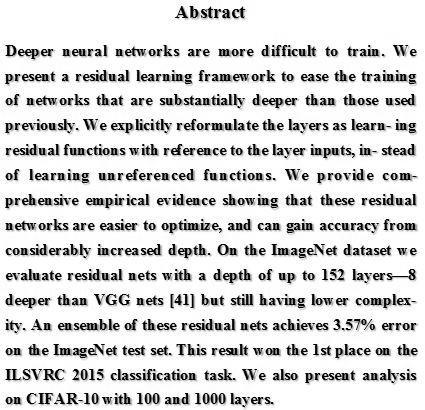 Abstract
Deeper neural networks are more difficult to train. We
present a residual learning framework to ease the training
of networks that are substantially deeper than those used
previously. We explicitly reformulate the layers as learn- ing
residual functions with reference to the layer inputs, in- stead
of learning unreferenced functions. We provide com-
prehensive empirical evidence showing that these residual
networks are easier to optimize, and can gain accuracy from
considerably increased depth. On the ImageNet dataset we
evaluate residual nets with a depth of up to 152 layers—8
deeper than VGG nets [41] but still having lower complex-
ity. An ensemble of these residual nets achieves 3.57% error
on the ImageNet test set. This result won the 1st place on the
ILSVRC 2015 classification task. We also present analysis
on CIFAR-10 with 100 and 1000 layers.